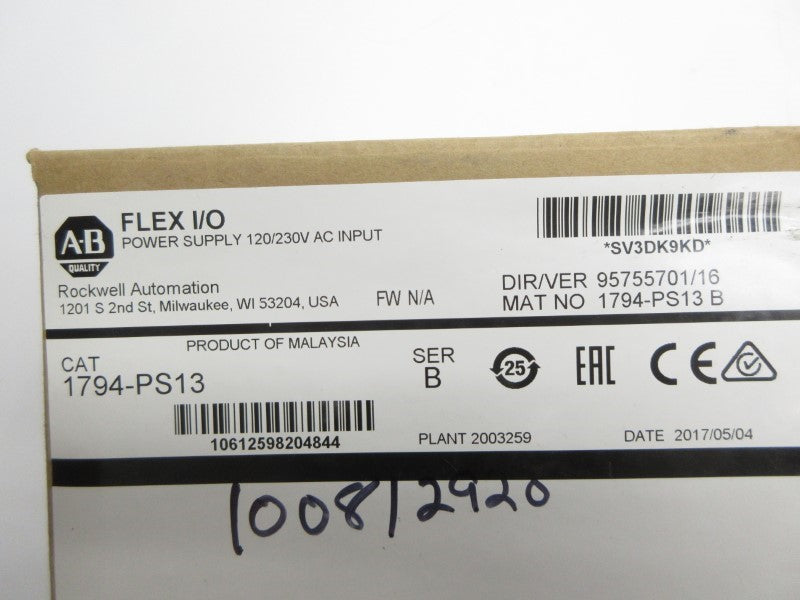 A-B
QUALITY
FLEX I/O
POWER SUPPLY 120/230V AC INPUT
*SV3DK9KD*
Rockwell Automation
1201 S 2nd St, Milwaukee, WI 53204, USA
FW N/A
DIR/VER 95755701/16
MAT NO 1794-PS13 B
PRODUCT OF MALAYSIA
CAT
1794-PS13
SER
B
25
EAC
CE
10612598204844
PLANT 2003259
DATE 2017/05/04
1008/2920